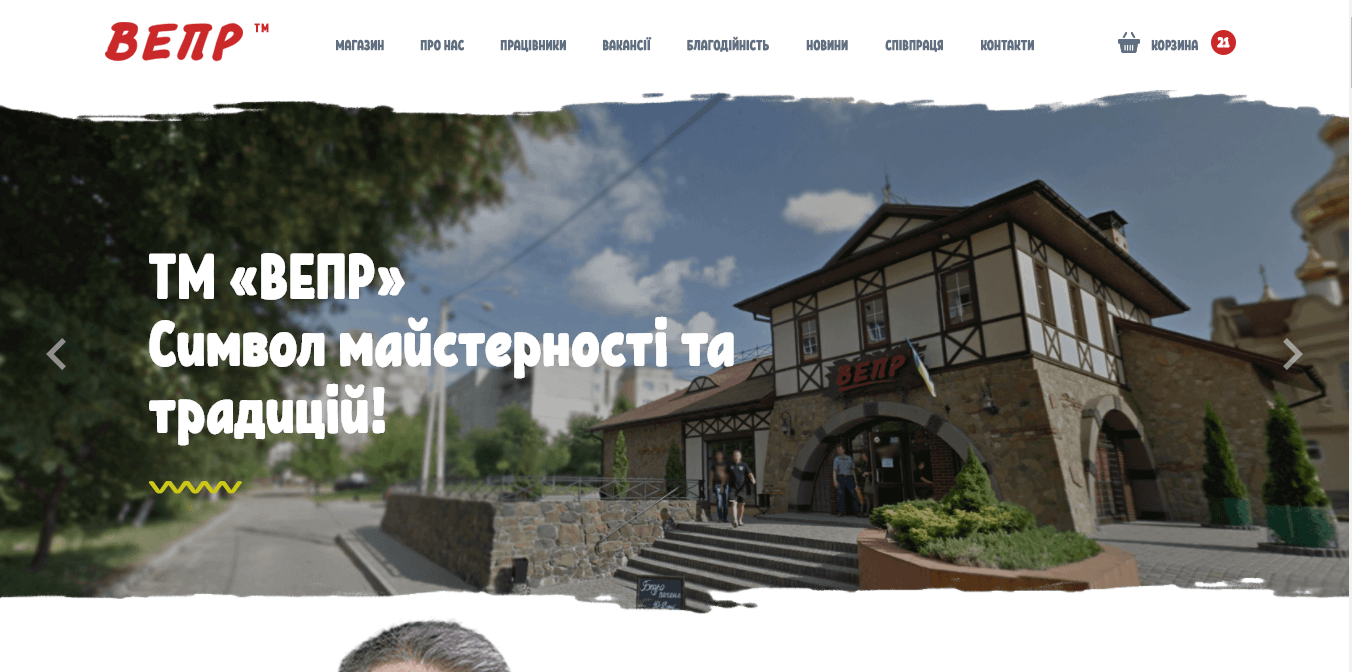 ВЕПР ™
МАГАЗИН ПРО НАС ПРАЦІВНИКИ ВАКАНСІЇ БЛАГОДІЙНІСТЬ НОВИНИ СПІВПРАЦЯ КОНТАКТИ КОРЗИНА 21
ТМ «ВЕПР»
Символ майстерності та
традицій!
ВЕПР